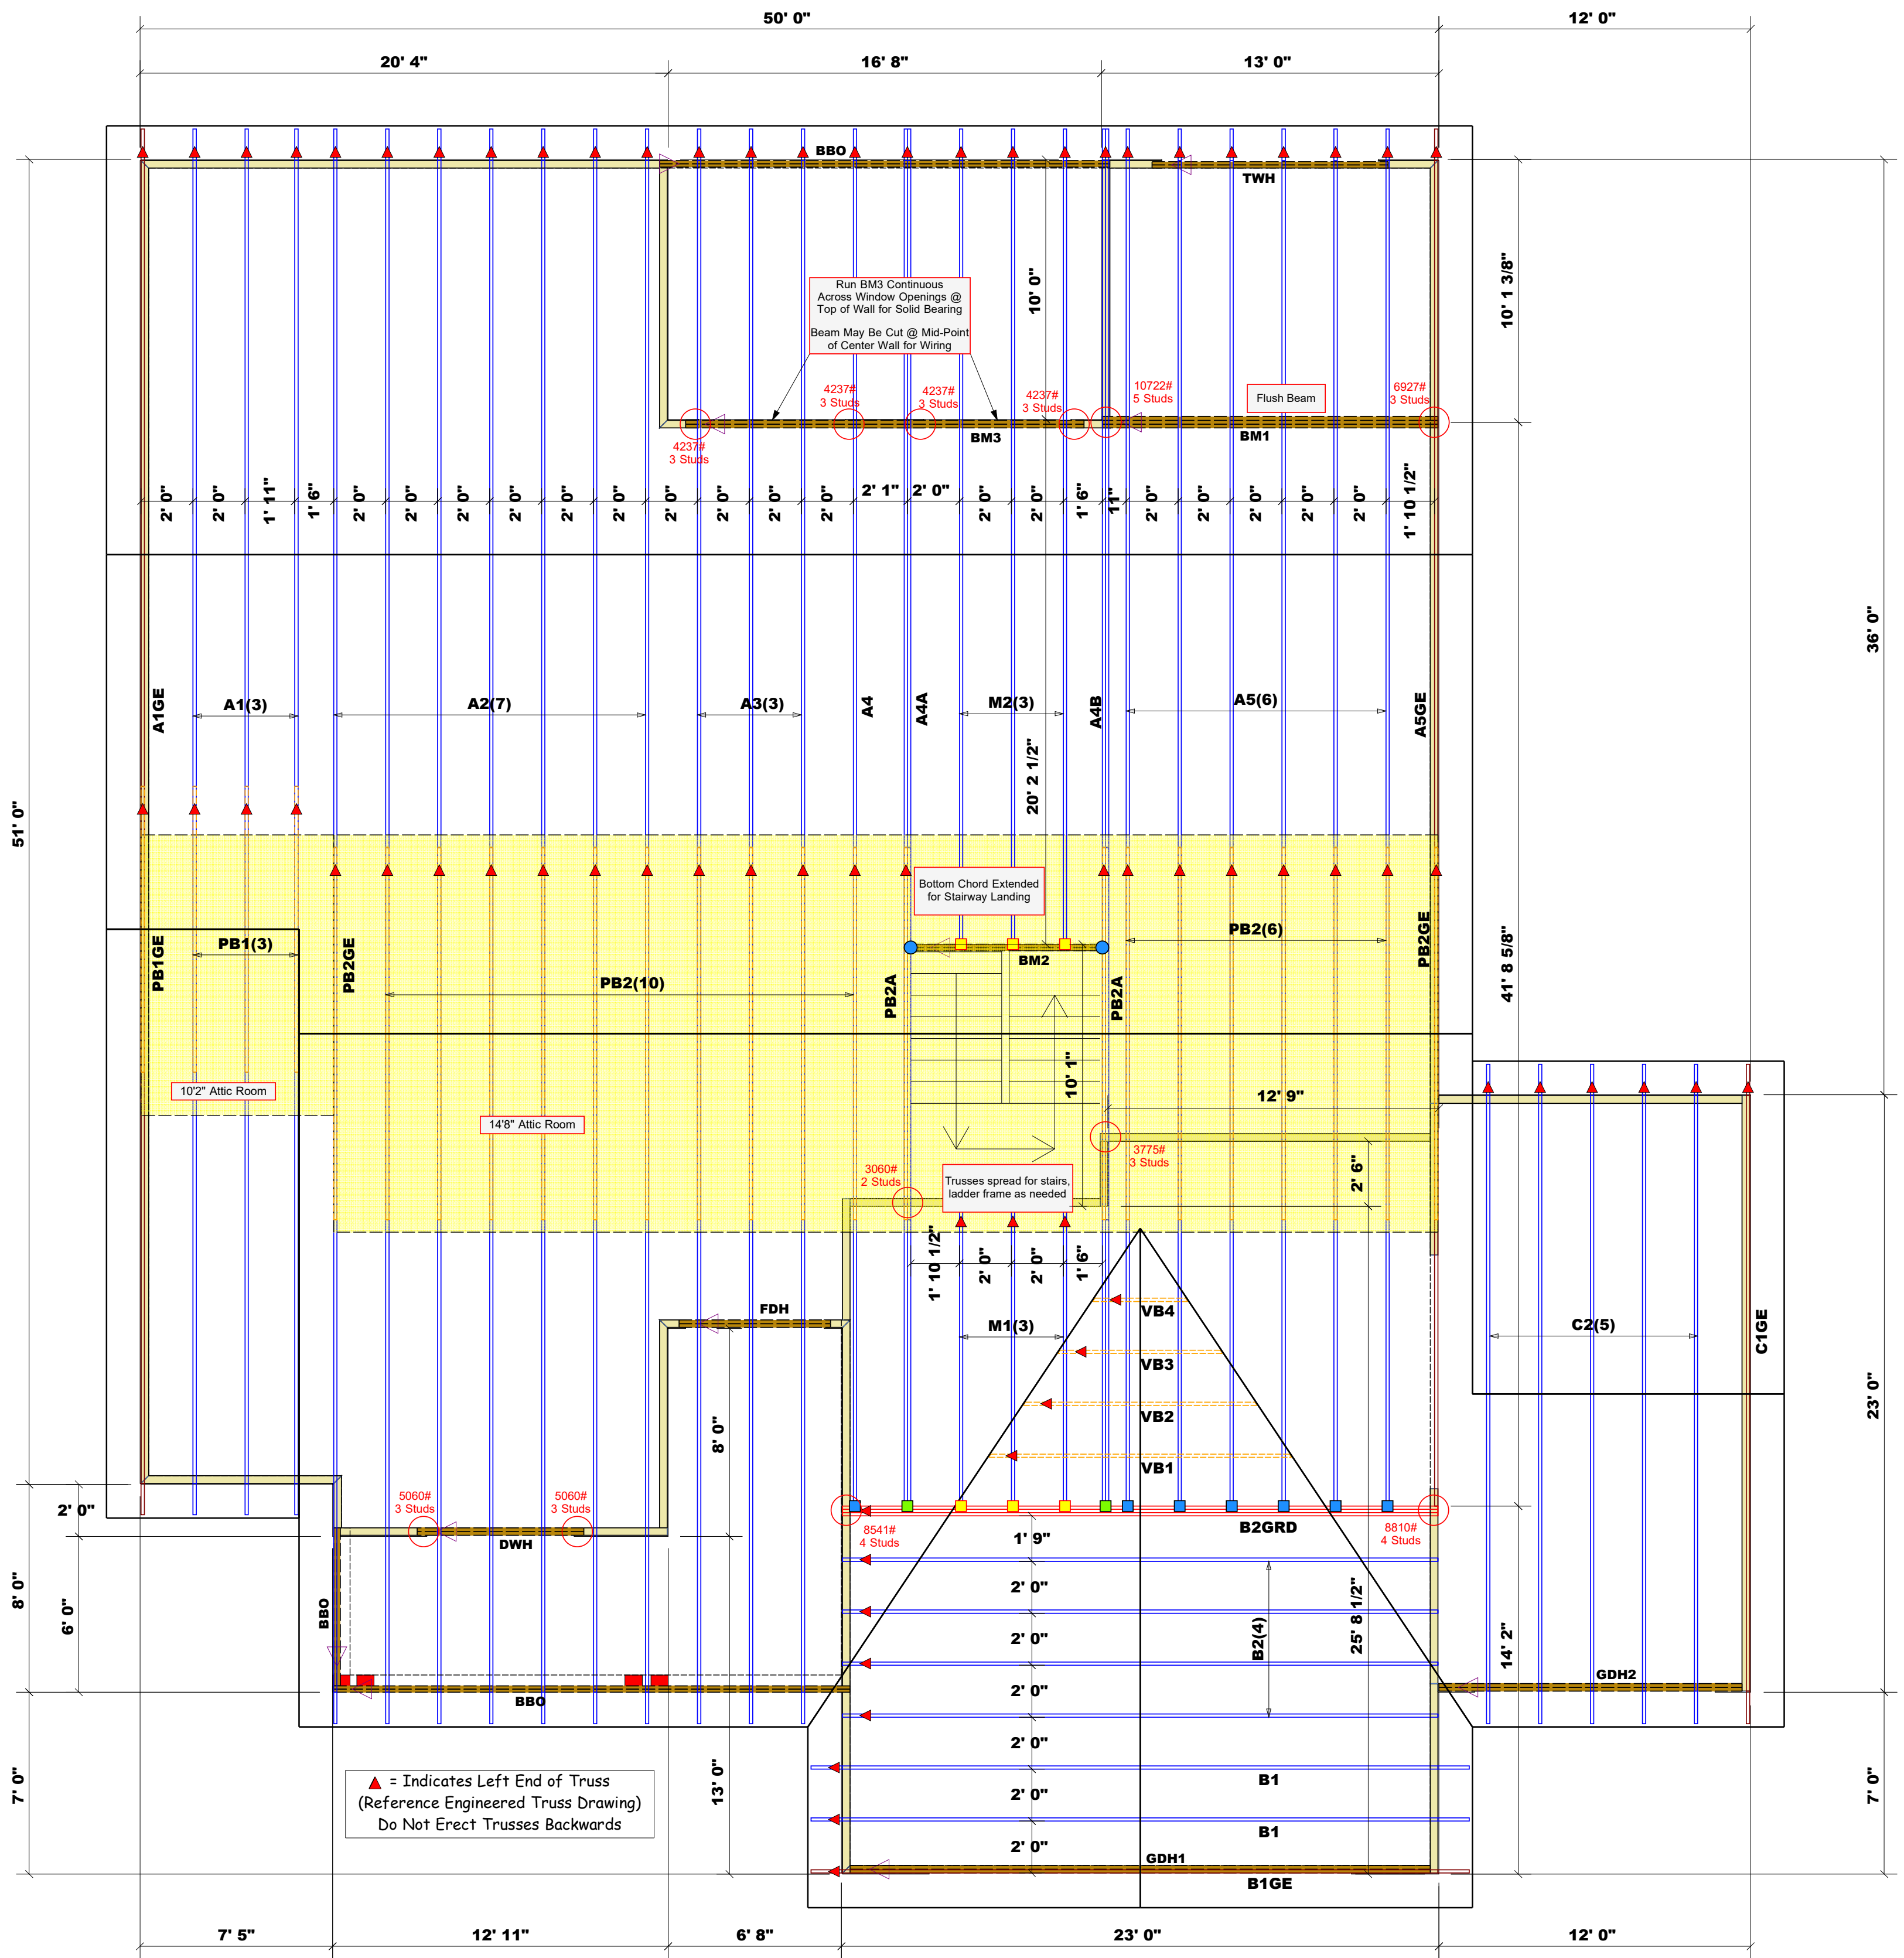 50' 0"
12' 0"
20' 4"
16' 8"
13' 0"
BBO
TWH
Run BM3 Continuous
Across Window Openings @
Top of Wall for Solid Bearing
Beam May Be Cut @ Mid-Point
of Center Wall for Wiring
10' 0"
10' 1 3/8"
4237#
3 Studs
4237#
3 Studs
4237#
3 Studs
10722#
5 Studs
Flush Beam
6927#
3 Studs
BM3
BM1
4237#
3 Studs
2' 0"
2' 0"
1' 11"
1' 6"
2' 0"
2' 0"
2' 0"
2' 0"
2' 0"
2' 0"
2' 0"
2' 0"
2' 0"
2' 0"
2' 1"
2' 0"
2' 0"
2' 0"
1' 6"
1"
2' 0"
2' 0"
2' 0"
2' 0"
2' 0"
1' 10 1/2"
36' 0"
A1GE
A1(3)
A2(7)
A3(3)
A4
A4A
M2(3)
A4B
A5(6)
A5GE
20' 2 1/2"
51' 0"
Bottom Chord Extended
for Stairway Landing
PB1GE
PB1(3)
PB2GE
PB2(10)
PB2A
BM2
PB2A
PB2(6)
PB2GE
41' 8 5/8"
10' 1"
10'2" Attic Room
14'8" Attic Room
12' 9"
3775#
3 Studs
2' 6"
3060#
2 Studs
Trusses spread for stairs,
ladder frame as needed
1' 10 1/2"
2' 0"
2' 0"
1' 6"
FDH
VB4
M1(3)
VB3
VB2
VB1
C2(5)
C1GE
23' 0"
8' 0"
2' 0"
5060#
3 Studs
5060#
3 Studs
DWH
8541#
4 Studs
B2GRD
8810#
4 Studs
1' 9"
2' 0"
2' 0"
2' 0"
2' 0"
2' 0"
2' 0"
B2(4)
25' 8 1/2"
14' 2"
8' 0"
6' 0"
BBO
BBO
GDH2
7' 0"
13' 0"
7' 0"
= Indicates Left End of Truss
(Reference Engineered Truss Drawing)
Do Not Erect Trusses Backwards
B1
B1
GDH1
B1GE
7' 5"
12' 11"
6' 8"
23' 0"
12' 0"